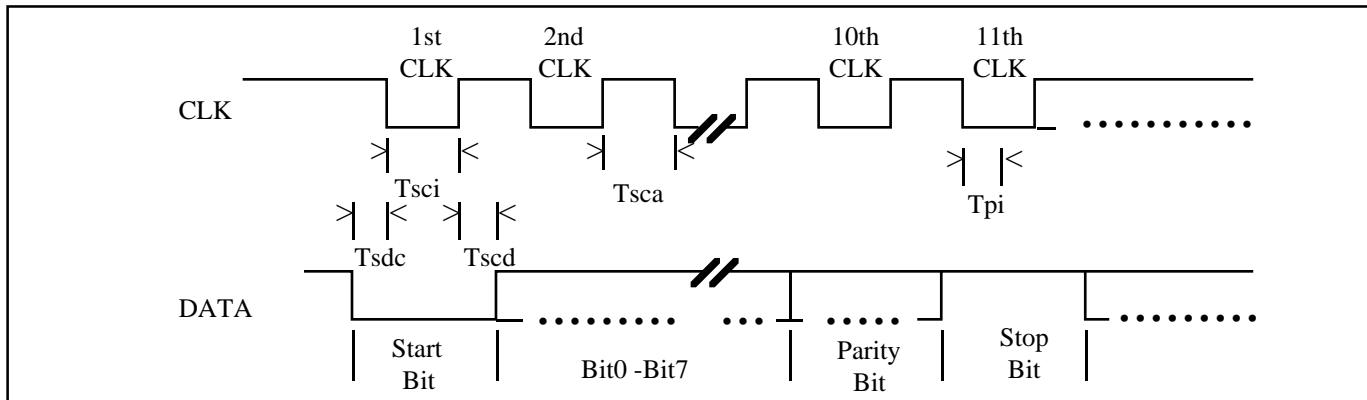 1st
CLK
2nd
CLK
10th
CLK
11th
CLK
CLK
Tsci
Tsca
Tpi
Tsdc
Tscd
DATA
Start
Bit
Bit0 -Bit7
Parity
Bit
Stop
Bit